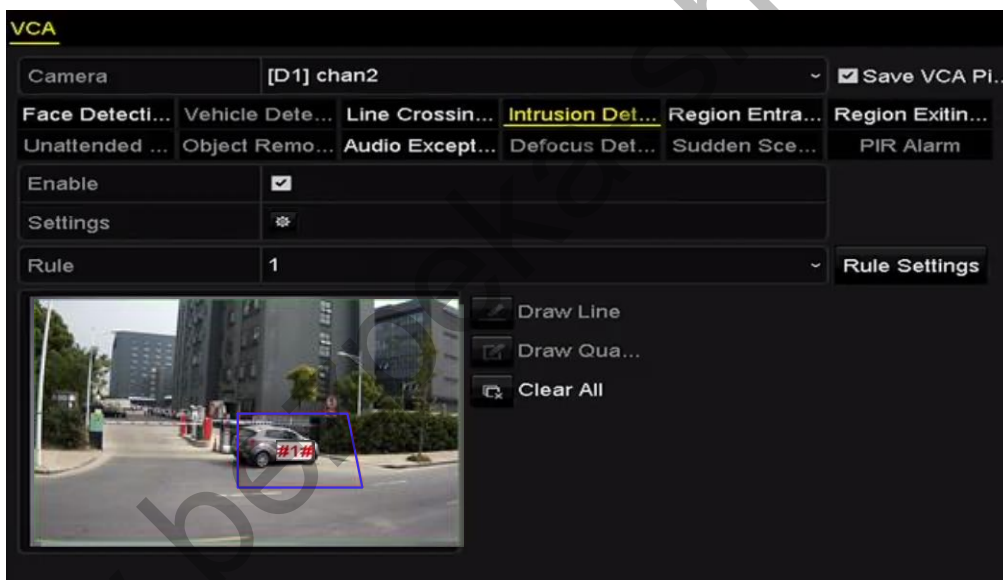 VCA
Camera [D1] chan2 Save VCA Pi...
Face Detecti... Vehicle Dete... Line Crossin... Intrusion Det... Region Entra... Region Exitin...
Unattended ... Object Remo... Audio Except... Defocus Det... Sudden Sce... PIR Alarm
Enable
Settings
Rule 1 Rule Settings
Draw Line
Draw Qua...
Clear All
#1#